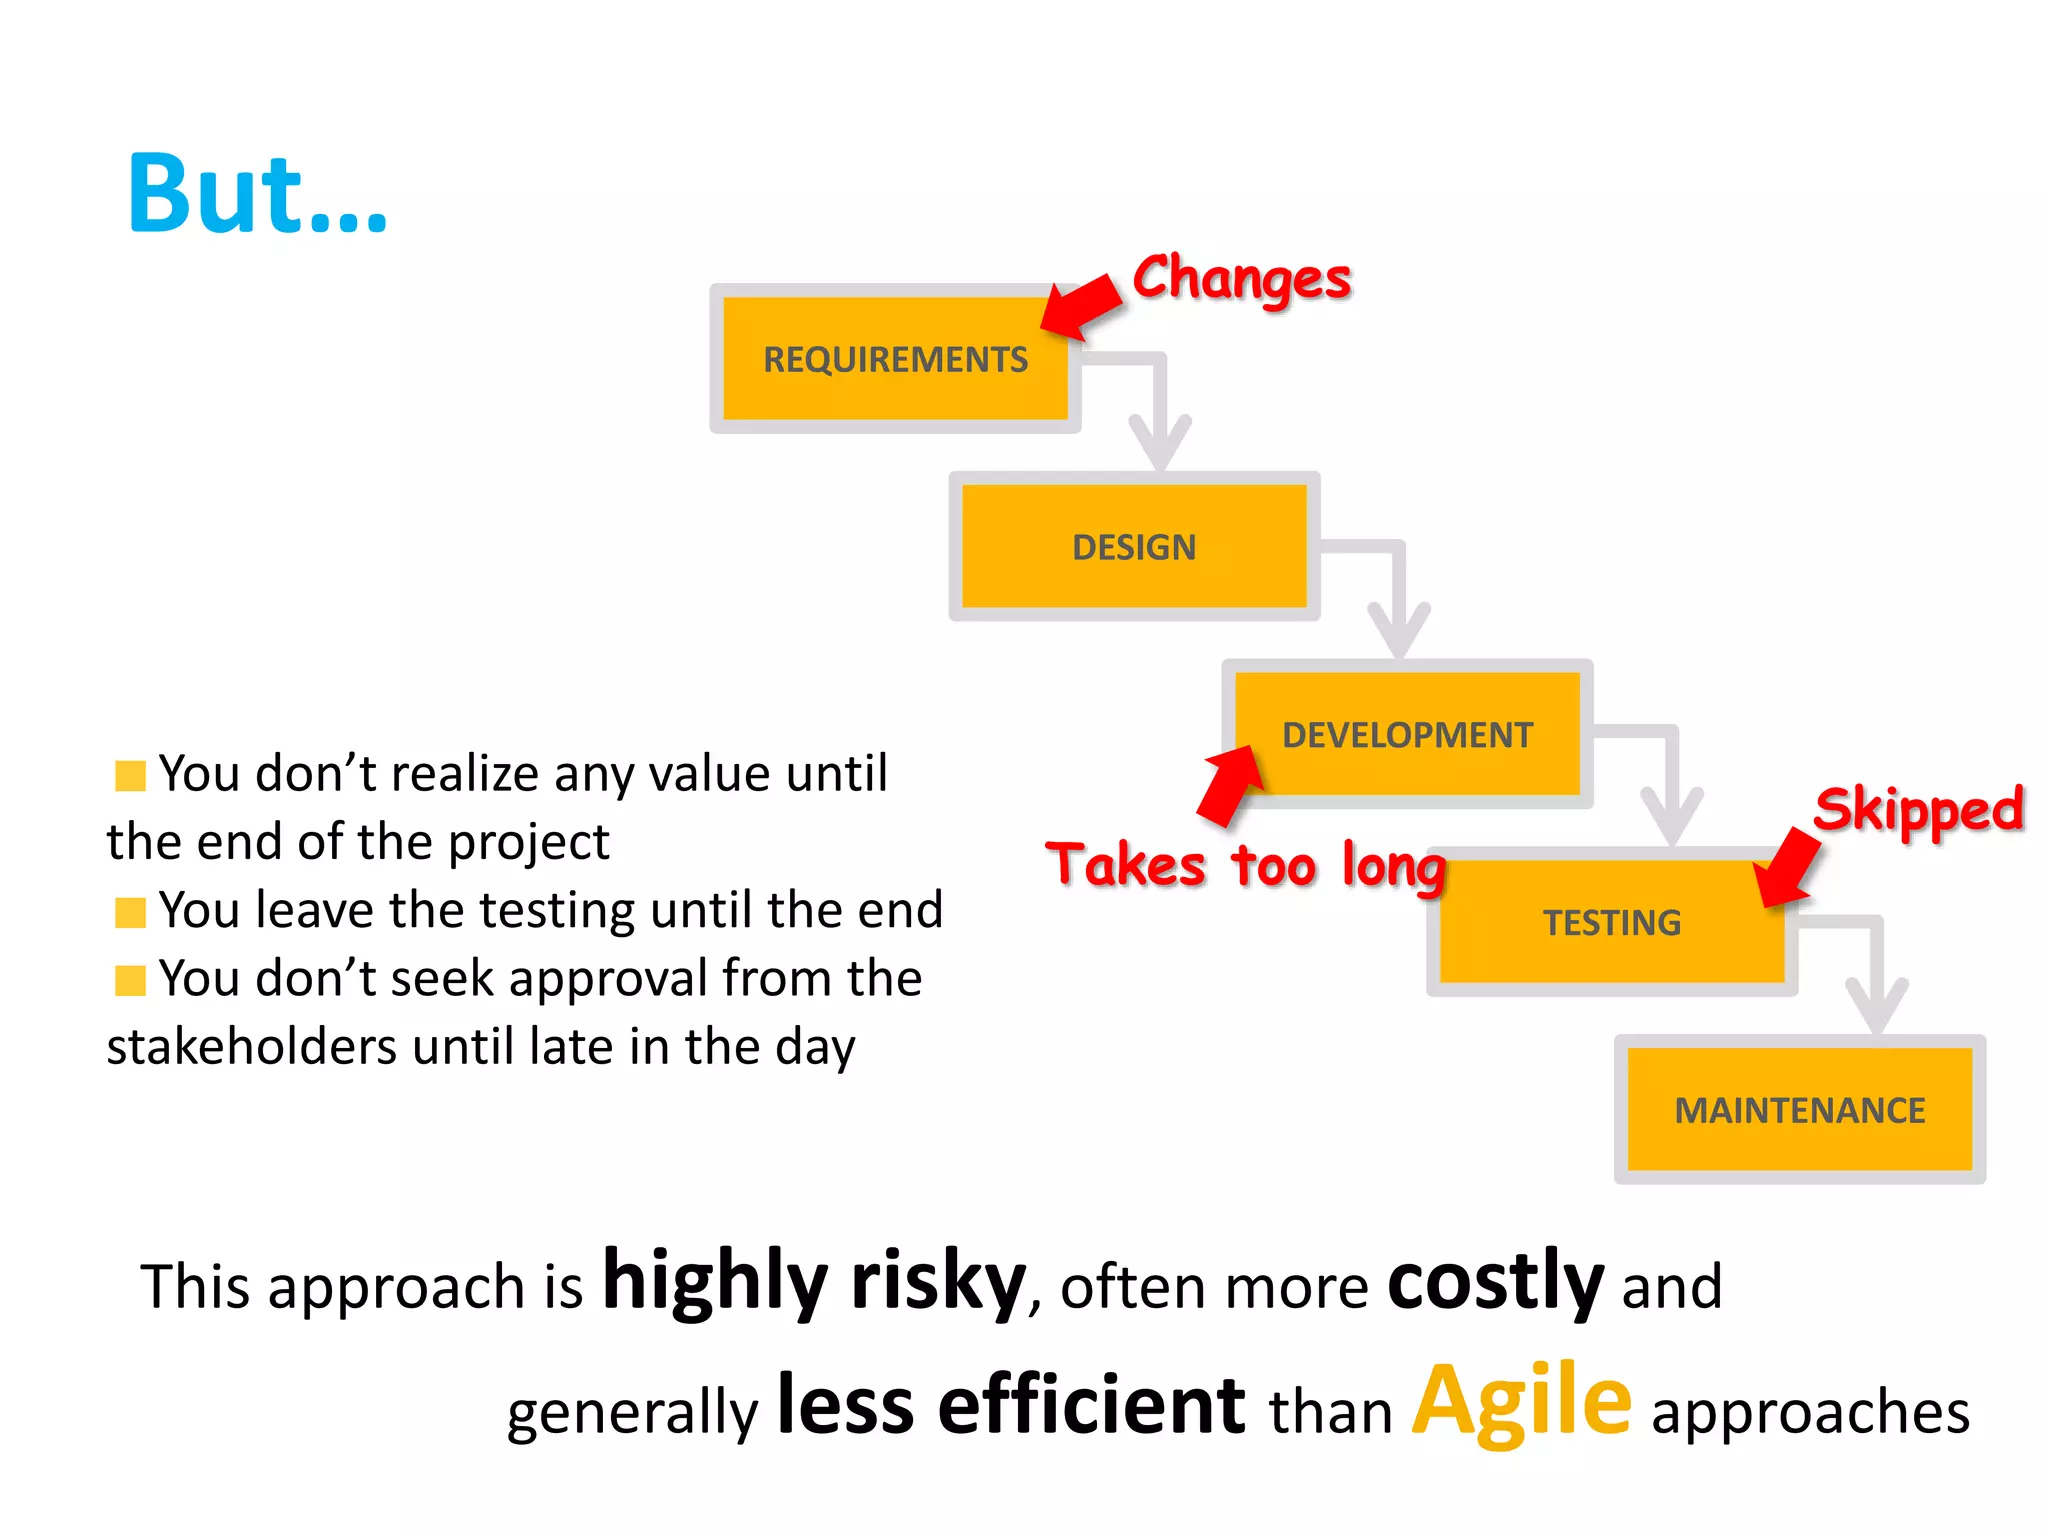 But...
Changes
REQUIREMENTS
DESIGN
DEVELOPMENT
Takes too long
Skipped
TESTING
MAINTENANCE
You don’t realize any value until
the end of the project
You leave the testing until the end
You don’t seek approval from the
stakeholders until late in the day
This approach is highly risky, often more costly and
generally less efficient than Agile approaches